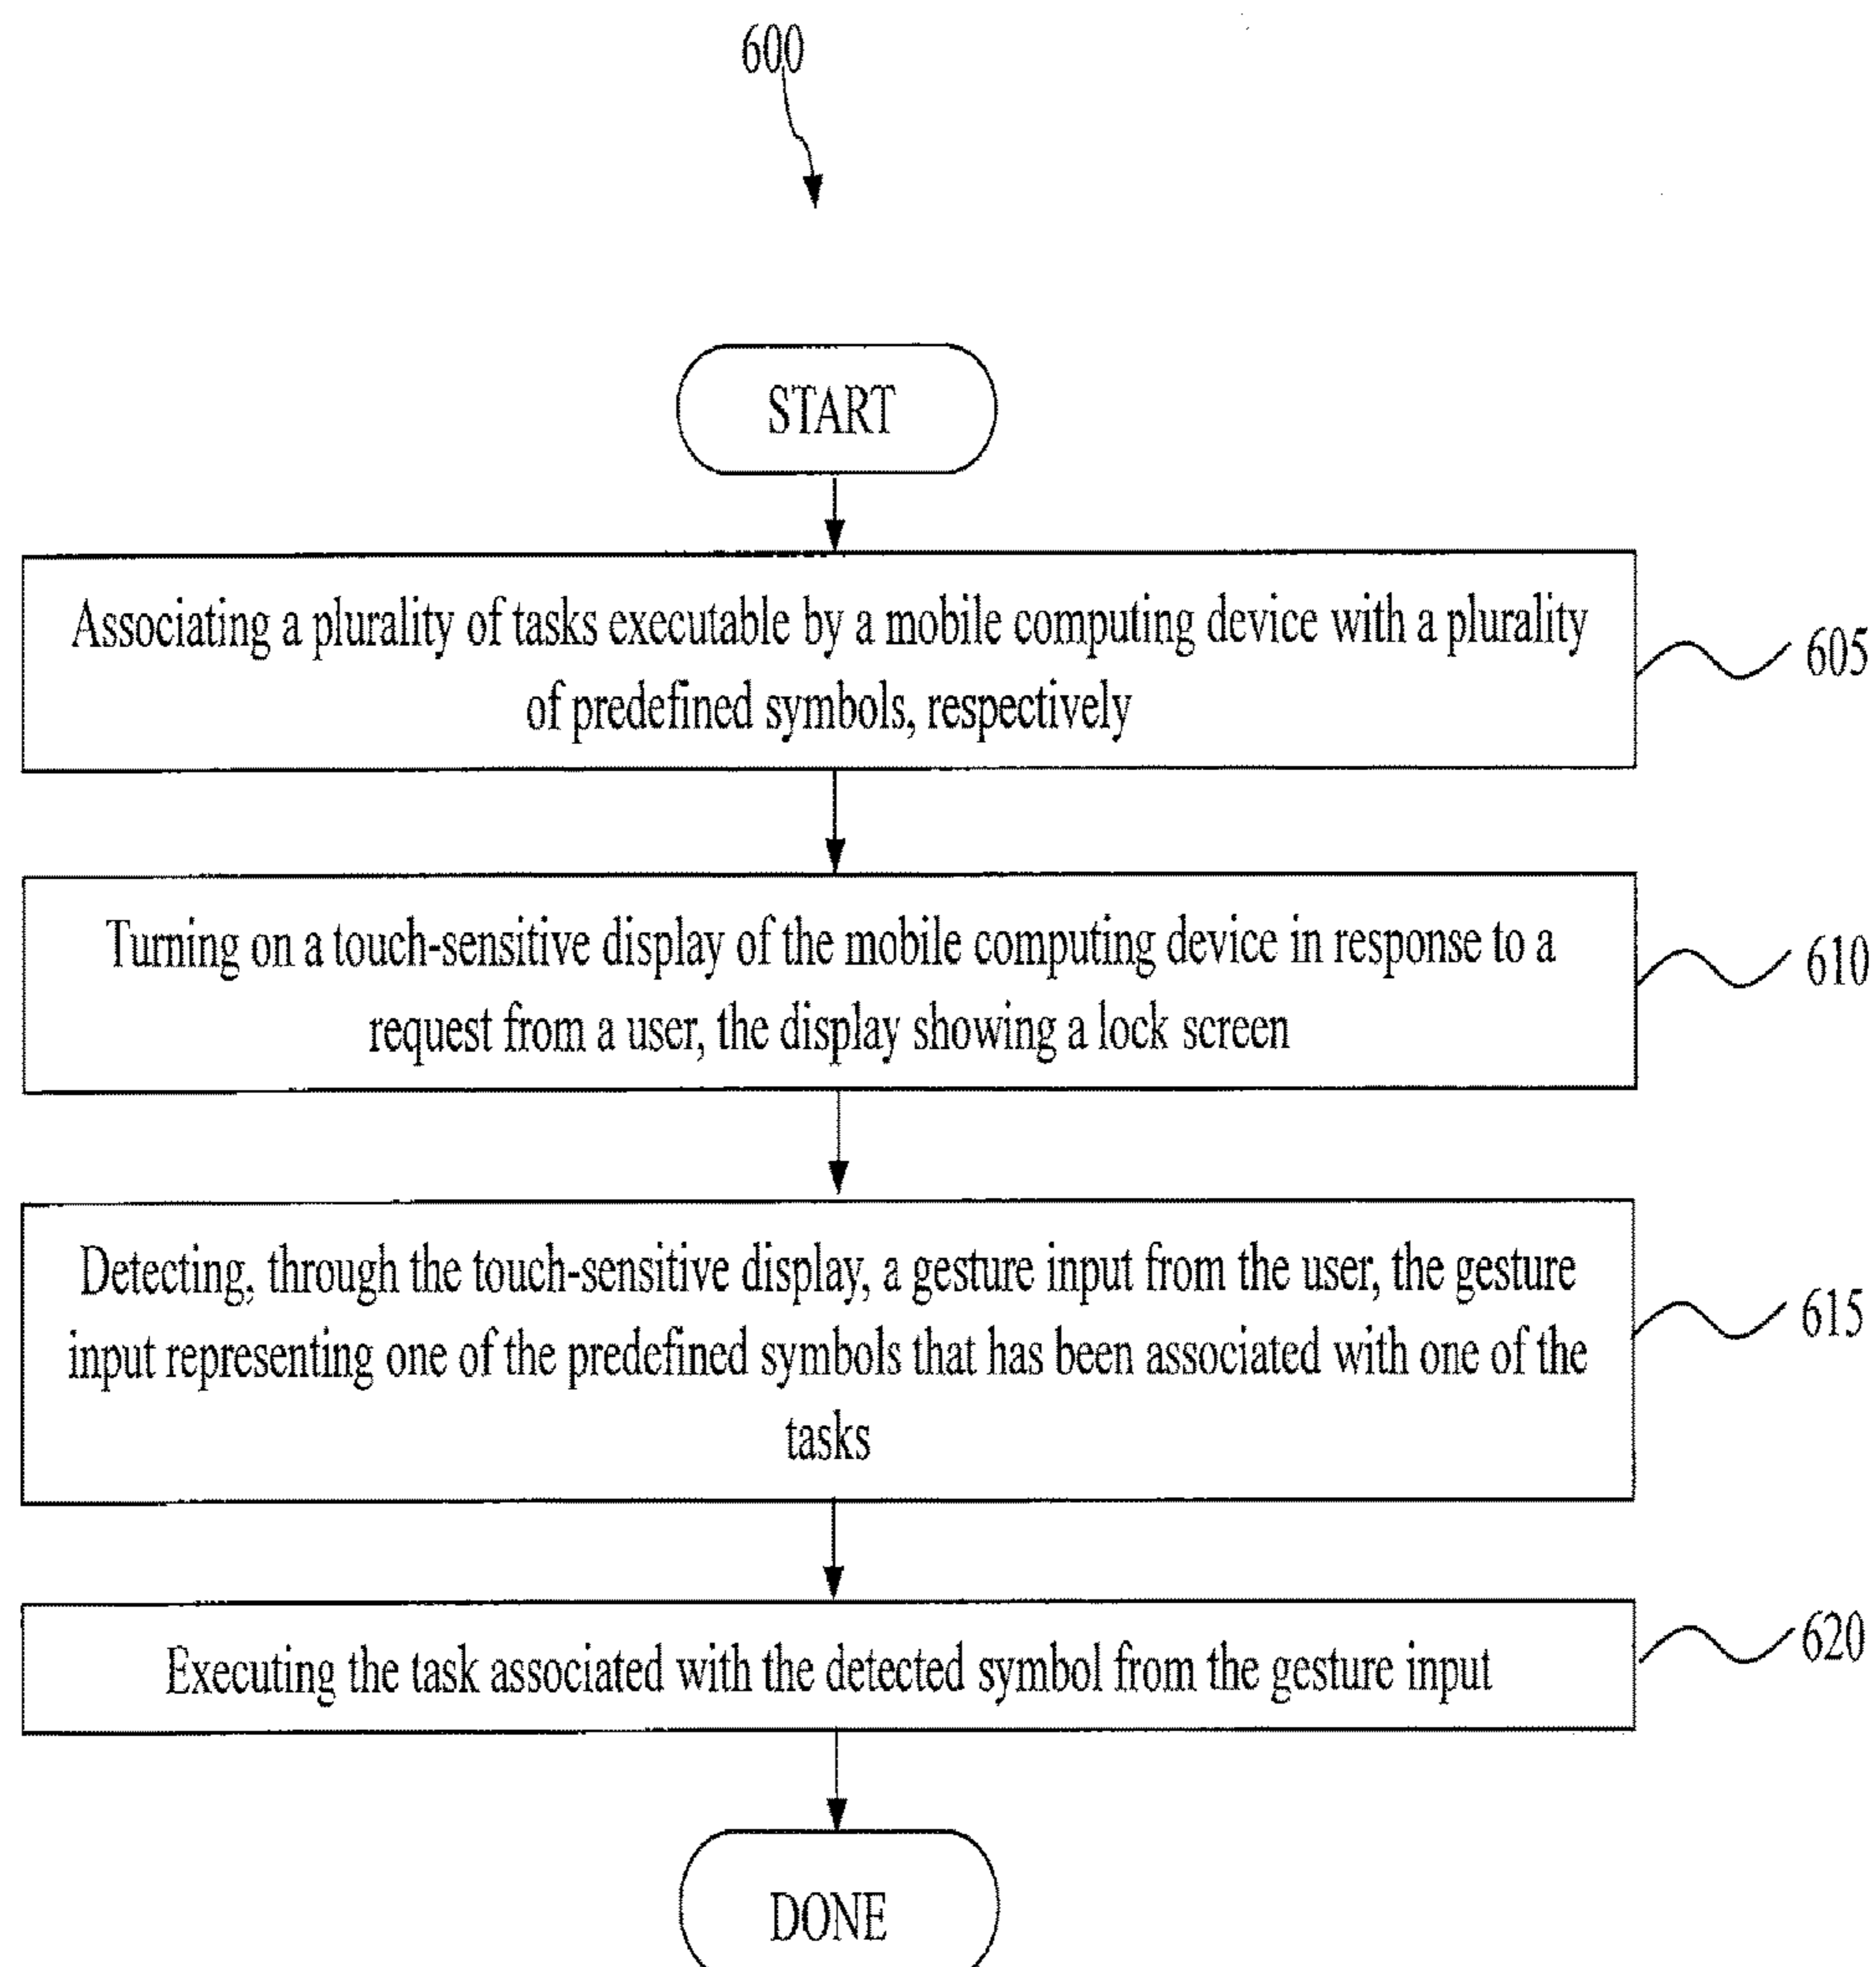 600
START
Associating a plurality of tasks executable by a mobile computing device with a plurality
of predefined symbols, respectively
605
Turning on a touch-sensitive display of the mobile computing device in response to a
request from a user, the display showing a lock screen
610
Detecting, through the touch-sensitive display, a gesture input from the user, the gesture
input representing one of the predefined symbols that has been associated with one of the
tasks
615
Executing the task associated with the detected symbol from the gesture input
620
DONE